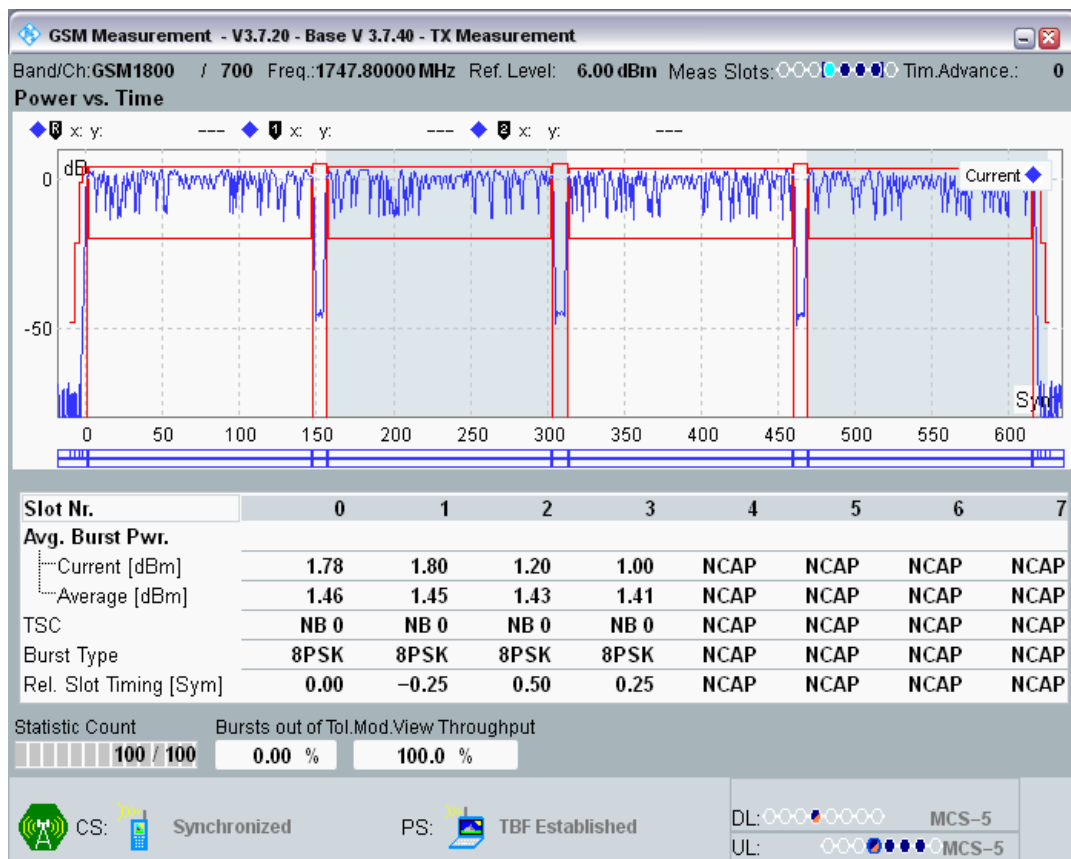 GSM Measurement - V3.7.20 - Base V 3.7.40 - TX Measurement
Band/Ch:GSM1800 / 700 Freq.:1747.80000 MHz Ref. Level: 6.00 dBm Meas Slots: Tim.Advance.: 0
Power vs. Time
R x: y: --- 1 x: y: --- 2 x: y: ---
dB
Current
0
-50
Sym
0 50 100 150 200 250 300 350 400 450 500 550 600
Slot Nr. 0 1 2 3 4 5 6 7
Avg. Burst Pwr.
Current [dBm] 1.78 1.80 1.20 1.00 NCAP NCAP NCAP NCAP
Average [dBm] 1.46 1.45 1.43 1.41 NCAP NCAP NCAP NCAP
TSC NB 0 NB 0 NB 0 NB 0 NCAP NCAP NCAP NCAP
Burst Type 8PSK 8PSK 8PSK 8PSK NCAP NCAP NCAP NCAP
Rel. Slot Timing [Sym] 0.00 −0.25 0.50 0.25 NCAP NCAP NCAP NCAP
Statistic Count Bursts out of Tol.Mod.View Throughput
100 / 100 0.00 % 100.0 %
CS: Synchronized PS: TBF Established
DL: MCS−5
UL: MCS−5